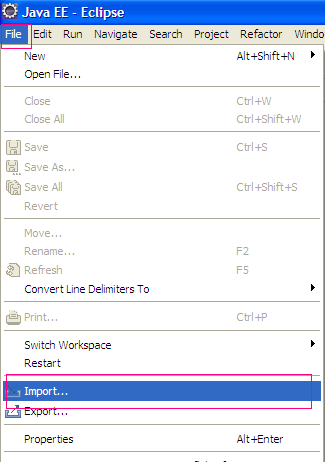 Java EE - Eclipse
File Edit Run Navigate Search Project Refactor Windo
New Alt+Shift+N
Open File...
Close Ctrl+W
Close All Ctrl+Shift+W
Save Ctrl+S
Save As...
Save All Ctrl+Shift+S
Revert
Move...
Rename... F2
Refresh F5
Convert Line Delimiters To
Print... Ctrl+P
Switch Workspace
Restart
Import...
Export...
Properties Alt+Enter